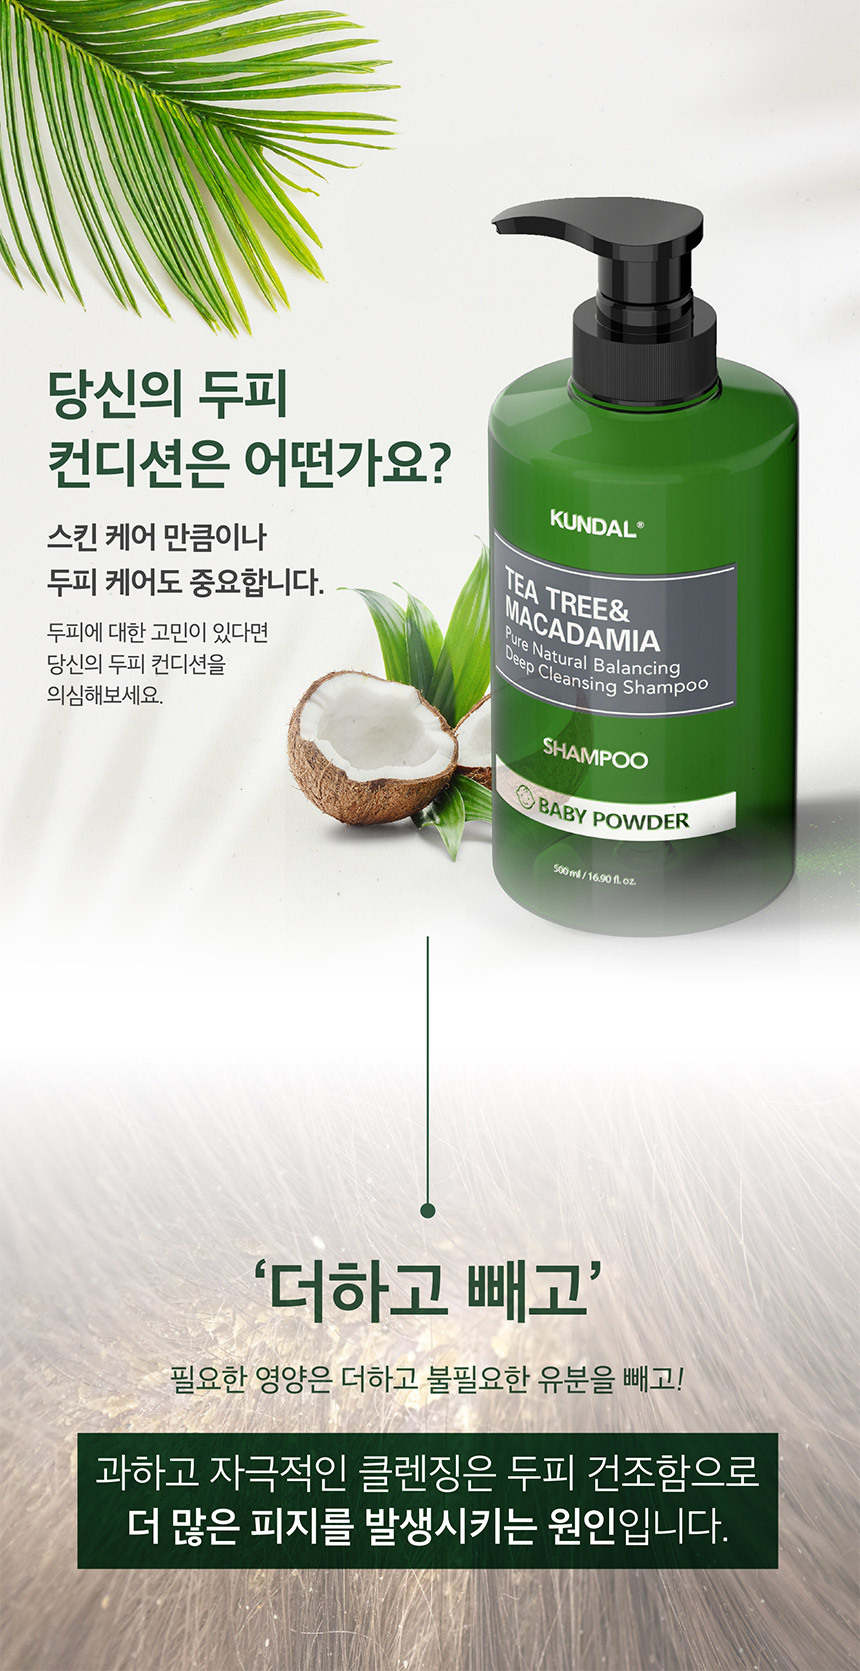 당신의 두피
컨디션은 어떤가요?
스킨 케어 만큼이나
두피 케어도 중요합니다.
두피에 대한 고민이 있다면
당신의 두피 컨디션을
의심해보세요.
KUNDAL®
TEA TREE&
MACADAMIA
Pure Natural Balancing
Deep Cleansing Shampoo
SHAMPOO
BABY POWDER
500 ml / 16.90 fl. oz.
‘더하고 빼고’
필요한 영양은 더하고 불필요한 유분을 빼고!
과하고 자극적인 클렌징은 두피 건조함으로
더 많은 피지를 발생시키는 원인입니다.